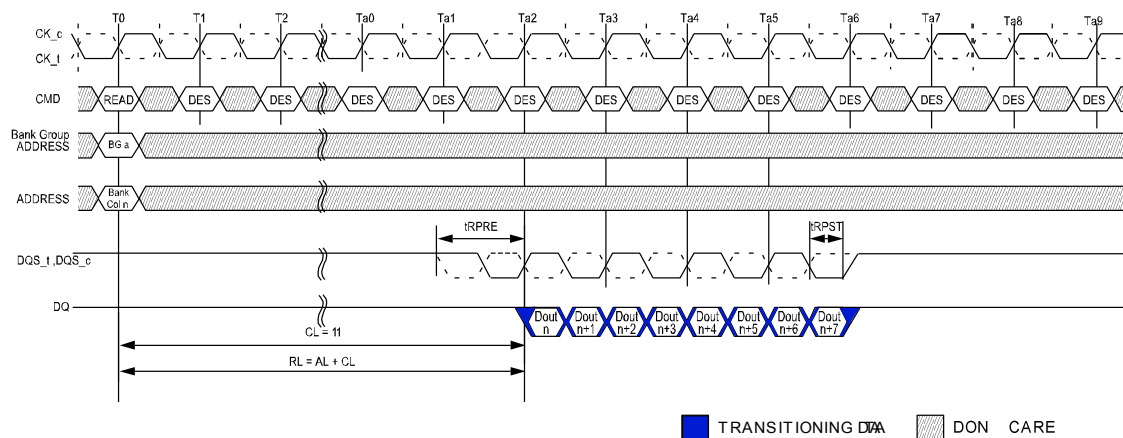 T0 T1 T2 Ta0 Ta1 Ta2 Ta3 Ta4 Ta5 Ta6 Ta7 Ta8 Ta9
CK_c
CK_t
CMD READ DES DES DES DES DES DES DES DES DES DES DES DES
Bank Group
ADDRESS BG a
ADDRESS Bank
Col n
tRPRE tRPST
DQS_t ,DQS_c
DQ Dout n Dout n+1 Dout n+2 Dout n+3 Dout n+4 Dout n+5 Dout n+6 Dout n+7
CL = 11
RL = AL + CL
TRANSITIONING DATA DON CARE